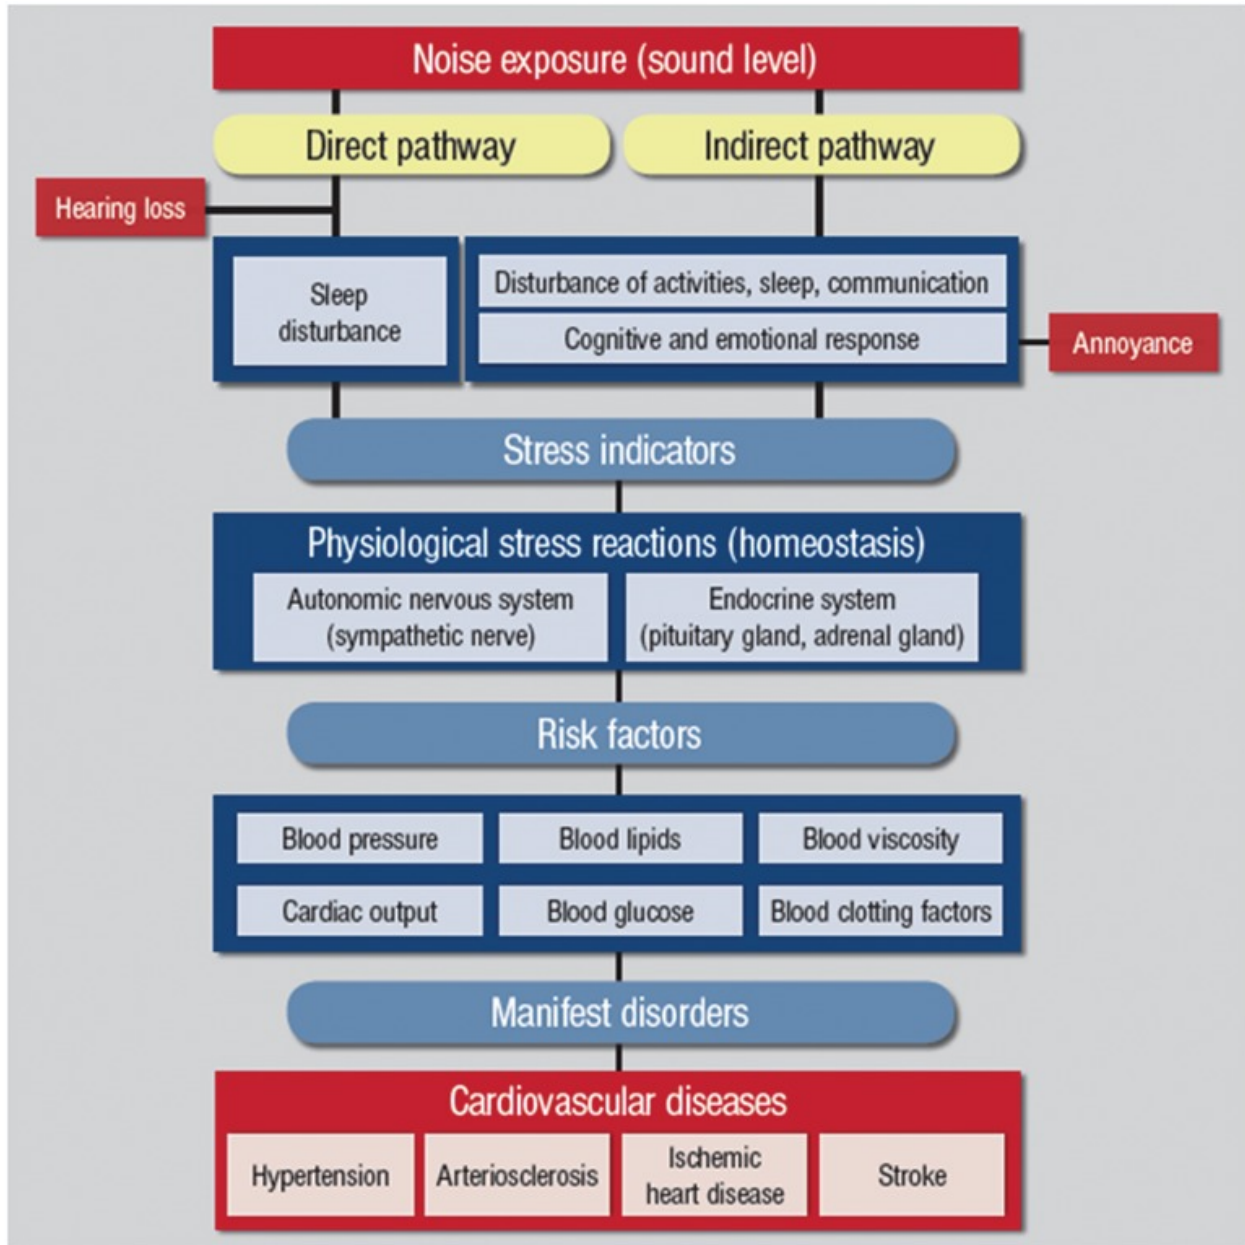 Noise exposure (sound level)
Direct pathway
Indirect pathway
Hearing loss
Sleep
disturbance
Disturbance of activities, sleep, communication
Cognitive and emotional response
Annoyance
Stress indicators
Physiological stress reactions (homeostasis)
Autonomic nervous system
(sympathetic nerve)
Endocrine system
(pituitary gland, adrenal gland)
Risk factors
Blood pressure
Blood lipids
Blood viscosity
Cardiac output
Blood glucose
Blood clotting factors
Manifest disorders
Cardiovascular diseases
Hypertension
Arteriosclerosis
Ischemic
heart disease
Stroke